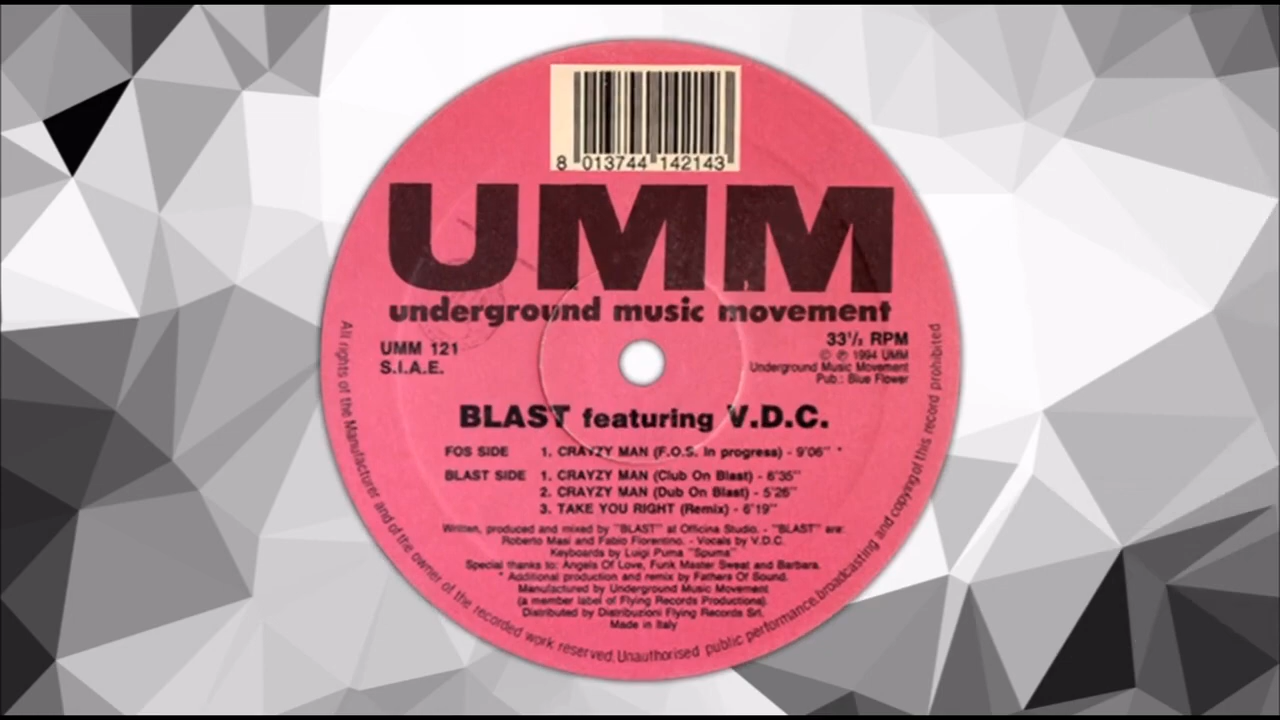 8 013744 142143
UMM
underground music movement
UMM 121
S.I.A.E.
33⅓ RPM
© ℗ 1994 UMM
Underground Music Movement
Pub.: Blue Flower
BLAST featuring V.D.C.
FOS SIDE 1. CRAYZY MAN (F.O.S. in progress) - 9'06" *
BLAST SIDE 1. CRAYZY MAN (Club On Blast) - 6'35"
2. CRAYZY MAN (Dub On Blast) - 5'26"
3. TAKE YOU RIGHT (Remix) - 6'19"
Written, produced and mixed by "BLAST" at Officina Studio. - "BLAST" are:
Roberto Masi and Fabio Fiorentino. - Vocals by V.D.C.
Keyboards by Luigi Puma "Spuma"
Special thanks to: Angels Of Love, Funk Master Sweat and Barbara.
* Additional production and remix by Fathers Of Sound.
Manufactured by Underground Music Movement
(a member label of Flying Records Productions).
Distributed by Distribuzioni Flying Records Srl.
Made in Italy
All rights of the Manufacturer and of the owner of the recorded work reserved. Unauthorised public performance, broadcasting and copying of this record prohibited